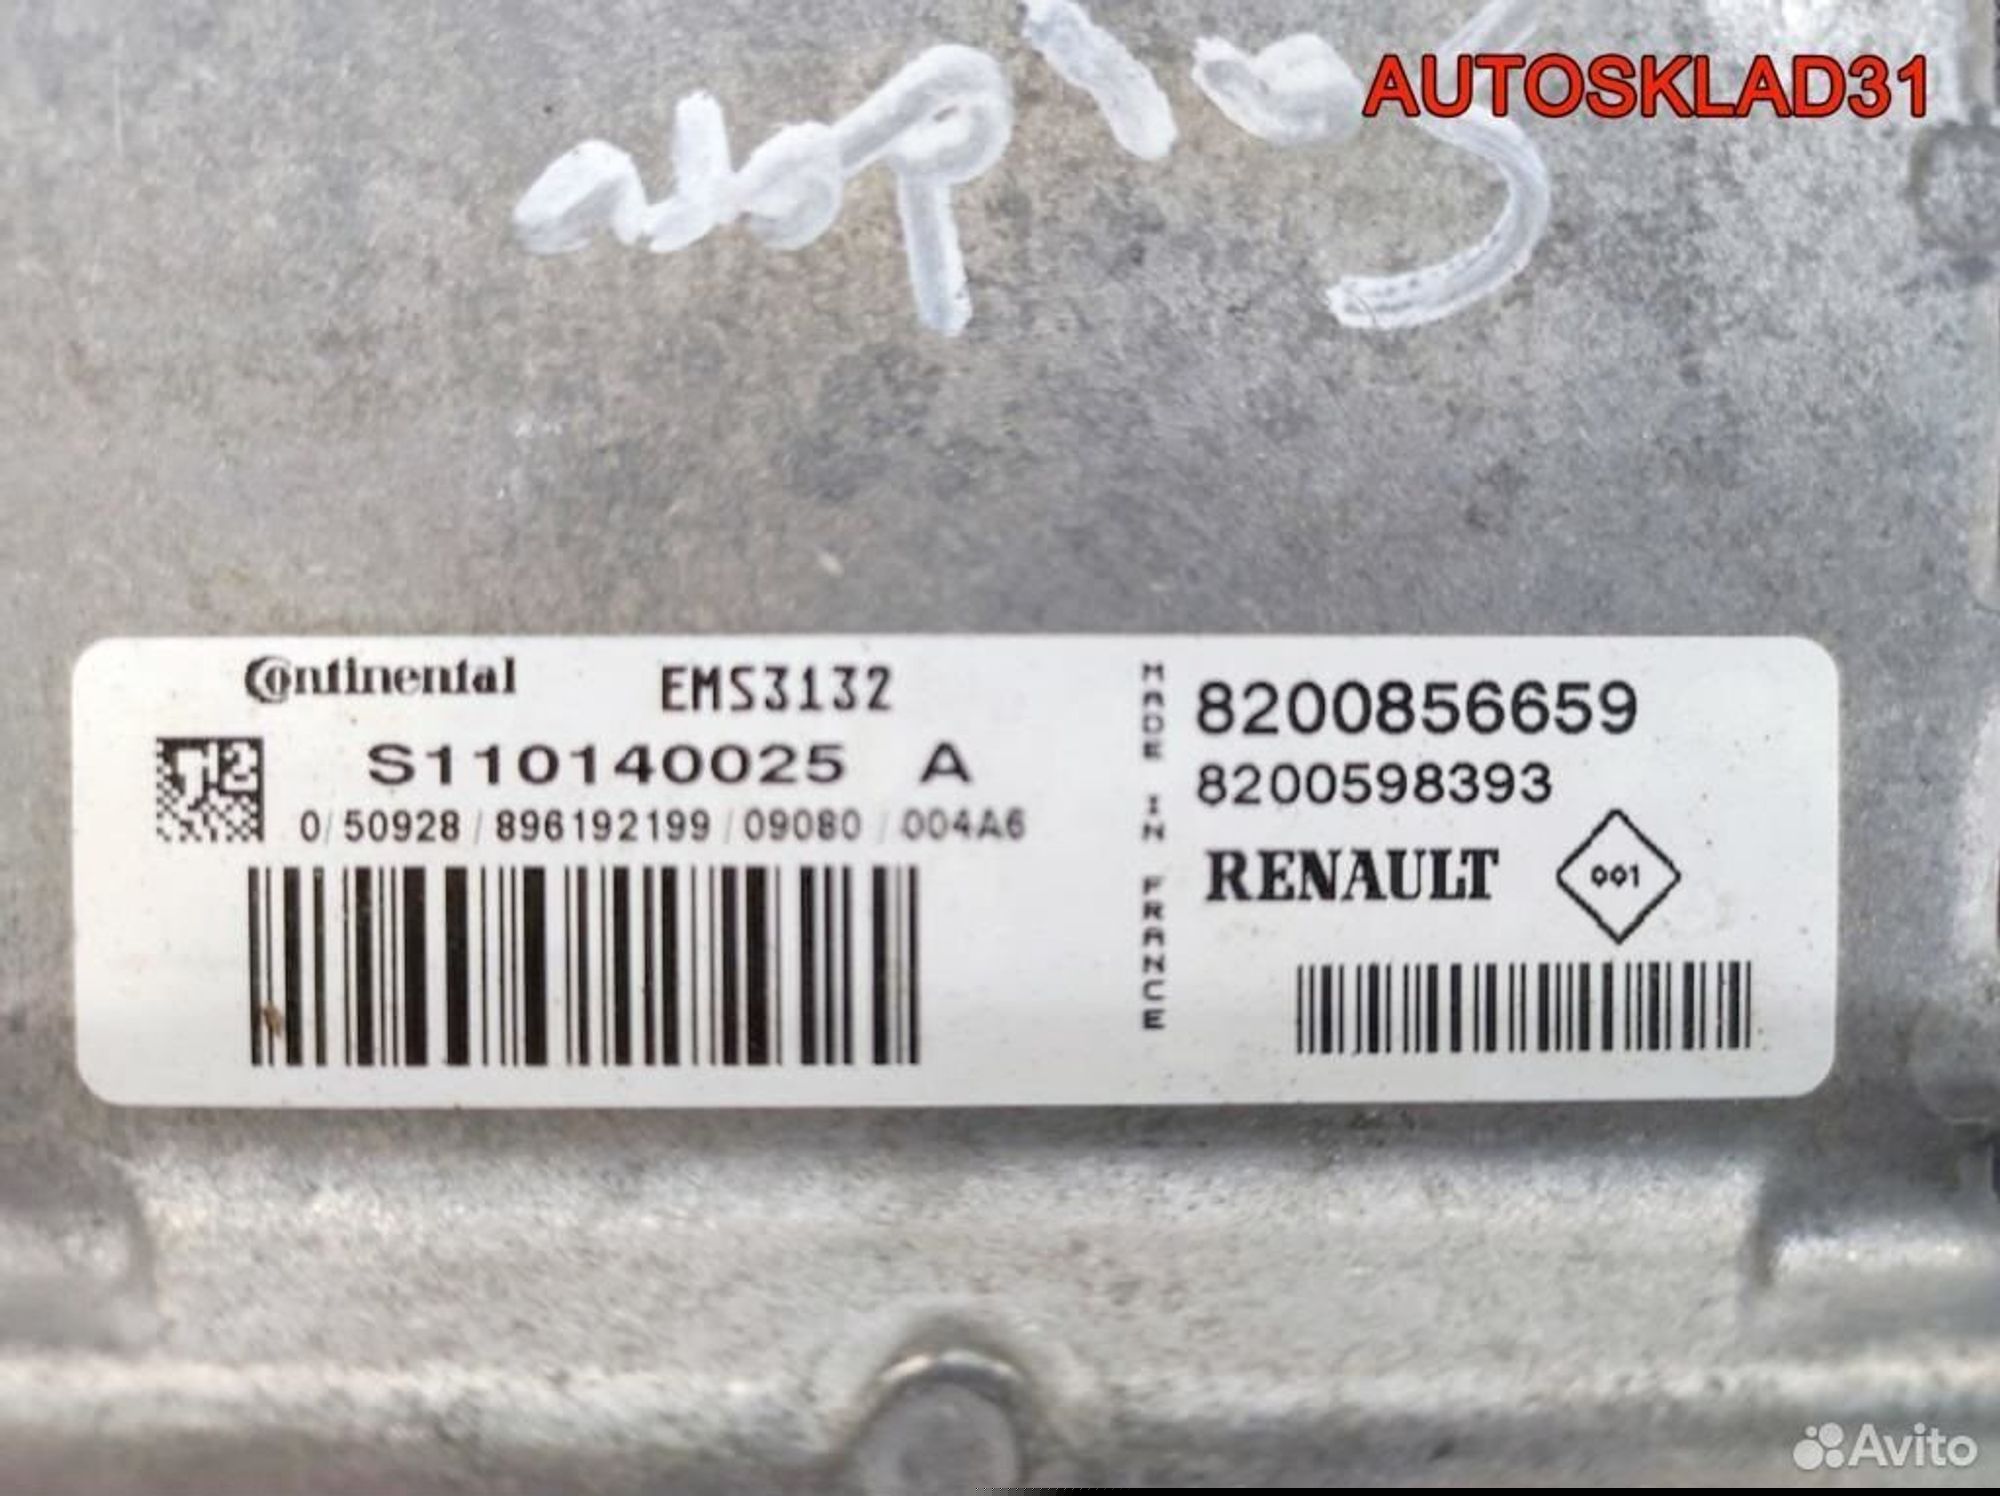 AUTOSKLAD31
Continental EMS3132
S110140025 A
0/50928/896192199/09080/004A6
MADE IN FRANCE
8200856659
8200598393
RENAULT 001
Avito